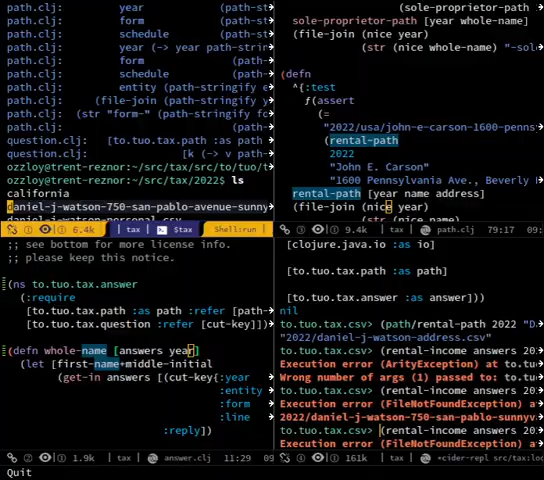 path.clj:      year             (path-st
path.clj:      form             (path-
path.clj:      schedule         (path-
path.clj:      year (-> year path-string
path.clj:      form               (path-
path.clj:      schedule           (path-
path.clj:      entity (path-stringify e
path.clj:  (file-join (path-stringify y
path.clj:  (str "form-" (path-stringify
path.clj:                    (-> v path-
question.clj:   [to.tuo.tax.path :as path
question.clj:            [k (-> v path-s
ozzloy@trent-reznor:~/src/tax/src/to/tuo/t
ozzloy@trent-reznor:~/src/tax/2022$ ls
california
daniel-j-watson-750-san-pablo-avenue-sunny
daniel-j-watson-personal.csv
6.4k tax $tax Shell:run
(sole-proprietor-path
sole-proprietor-path [year whole-name]
(file-join (nice year)
(str (nice whole-name) "-sol
(defn
^{:test
ƒ(assert
(=
"2022/usa/john-e-carson-1600-penns
(rental-path
2022
"John E. Carson"
"1600 Pennsylvania Ave., Beverly
rental-path [year name address]
(file-join (nice year)
(str (nice name)
9.4k tax path.clj 79:17
;; see bottom for more license info.
;; please keep this notice.
(ns to.tuo.tax.answer
(:require
[to.tuo.tax.path :as path :refer [path-
[to.tuo.tax.question :refer [cut-key]])
(defn whole-name [answers year]
(let [first-name+middle-initial
(get-in answers [(cut-key{:year
:entity
:form
:line
:reply])
1.9k tax answer.clj 11:29
[clojure.java.io :as io]
[to.tuo.tax.path :as path]
[to.tuo.tax.answer :as answer]))
nil
to.tuo.tax.csv> (path/rental-path 2022 "D
"2022/daniel-j-watson-address.csv"
to.tuo.tax.csv> (rental-income answers 20
Execution error (ArityException) at to.tu
Wrong number of args (1) passed to: to.tu
to.tuo.tax.csv> (rental-income answers 20
Execution error (FileNotFoundException) a
2022/daniel-j-watson-750-san-pablo-sunnyv
to.tuo.tax.csv> (rental-income answers 20
Execution error (FileNotFoundException) a
161k tax *cider-repl src/tax:lo
Quit